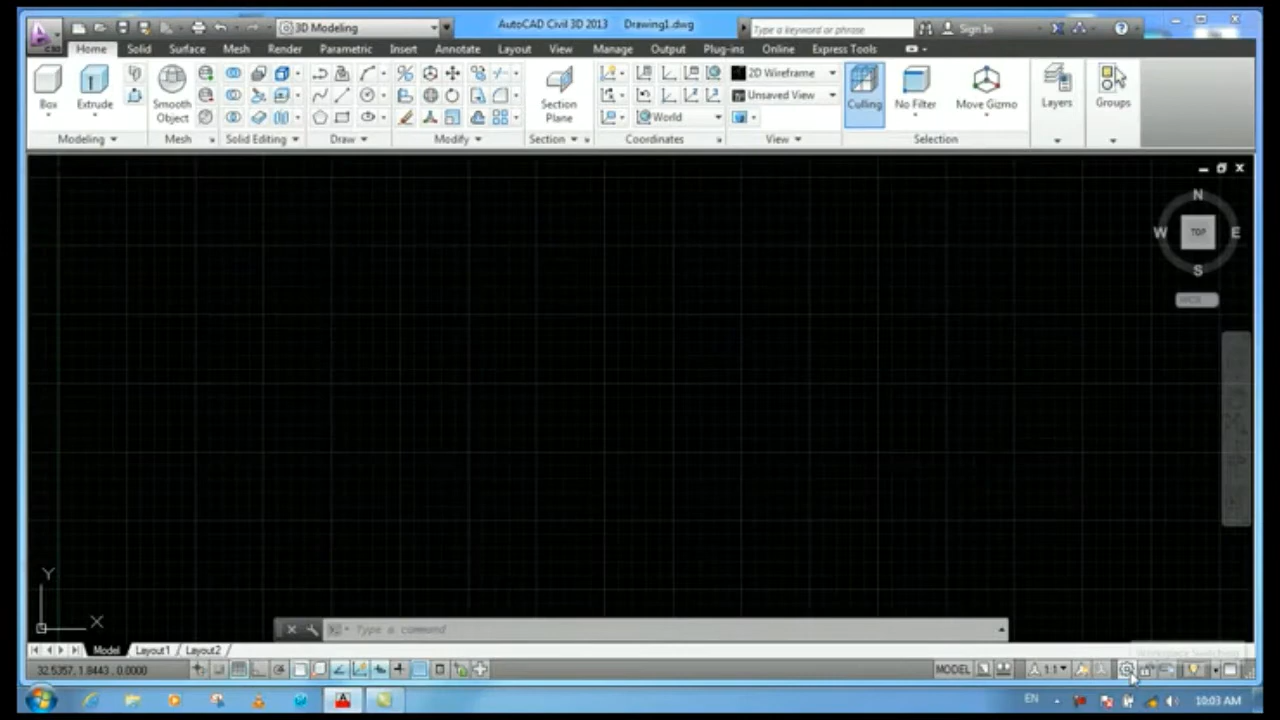 3D Modeling
AutoCAD Civil 3D 2013 Drawing1.dwg
Type a keyword or phrase
Sign In
Home Solid Surface Mesh Render Parametric Insert Annotate Layout View Manage Output Plug-ins Online Express Tools
Box
Extrude
Smooth Object
Section Plane
World
2D Wireframe
Unsaved View
Culling
No Filter
Move Gizmo
Layers
Groups
Modeling
Mesh
Solid Editing
Draw
Modify
Section
Coordinates
View
Selection
N
W
TOP
E
S
WCS
Y
X
Type a command
Workspace Switching
Model Layout1 Layout2
32.5357, 1.8443, 0.0000
MODEL
1:1
EN
10:03 AM